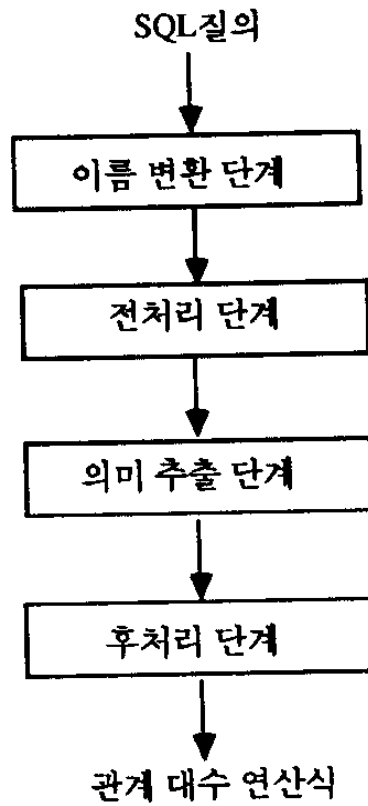 SQL질의
이름 변환 단계
전처리 단계
의미 추출 단계
후처리 단계
관계 대수 연산식